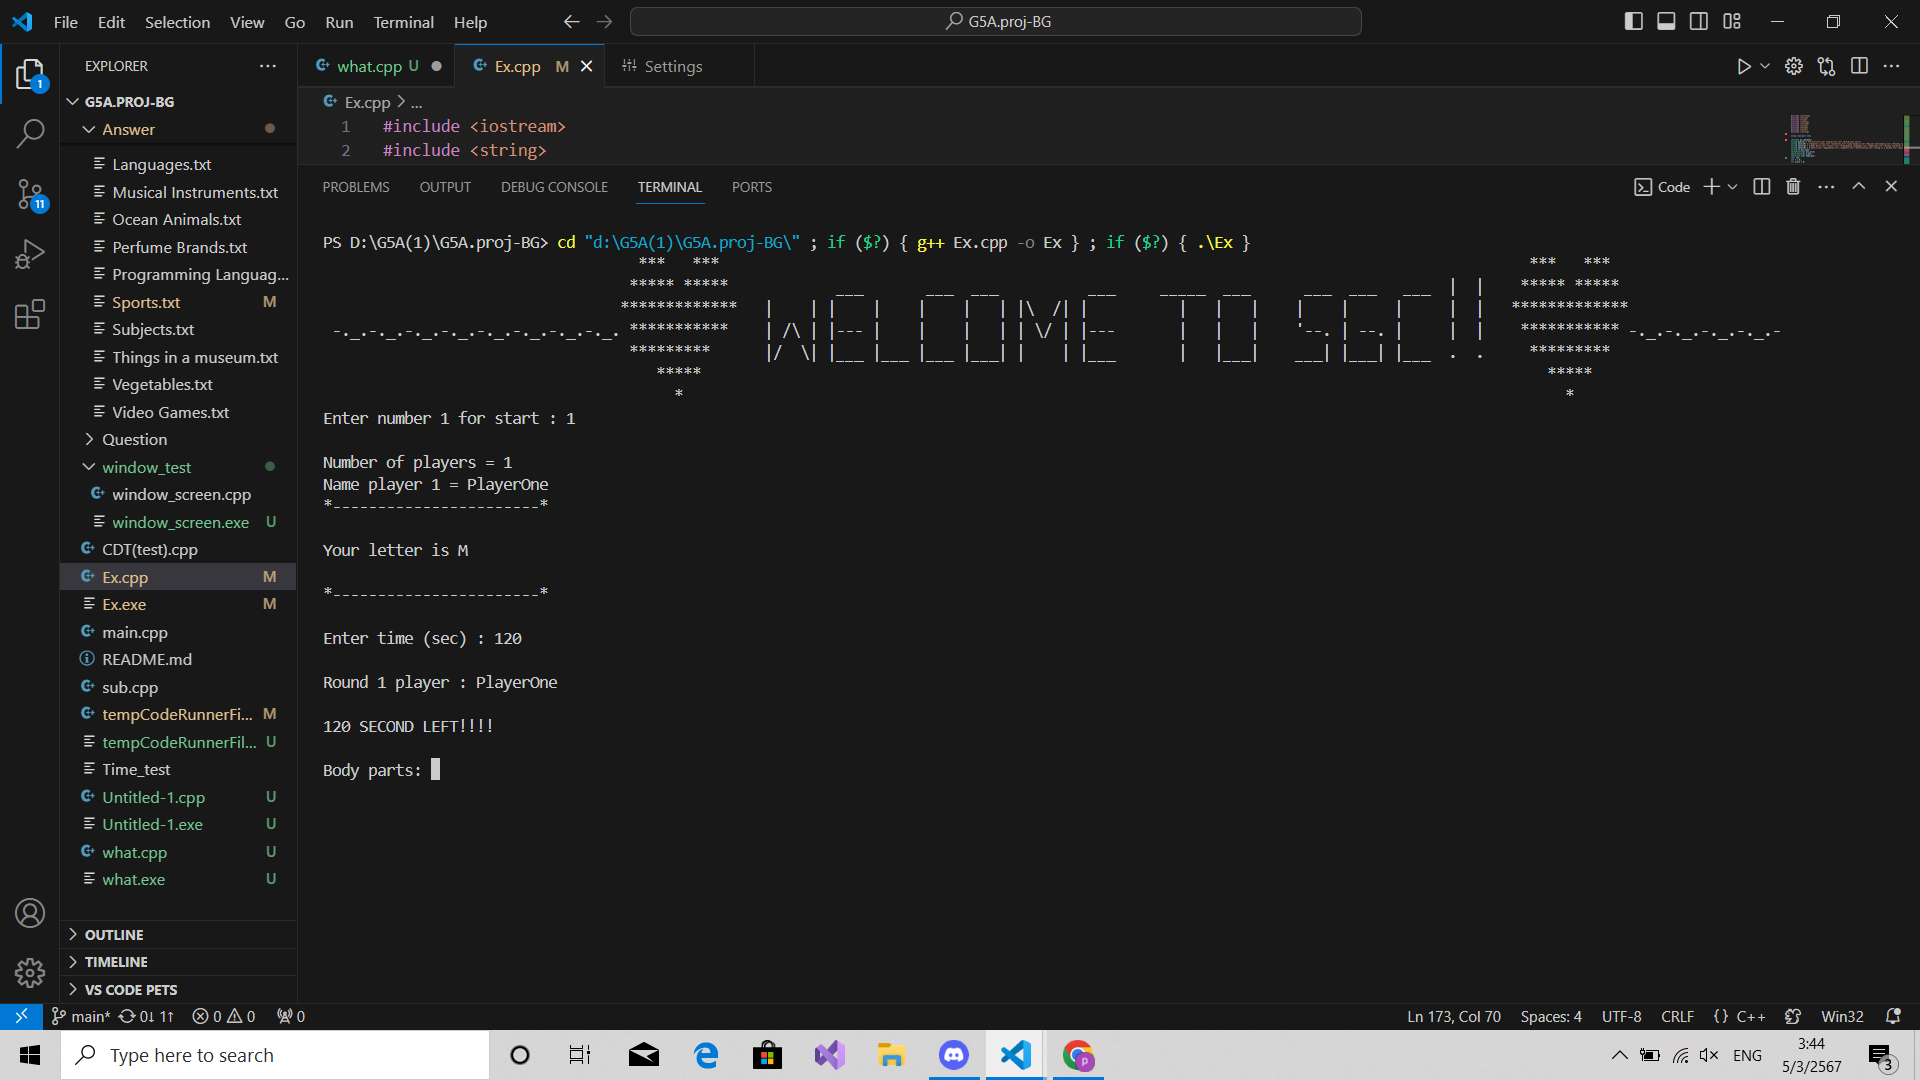 File Edit Selection View Go Run Terminal Help
G5A.proj-BG
EXPLORER
what.cpp U
Ex.cpp M
Settings
G5A.PROJ-BG
Answer
Languages.txt
Musical Instruments.txt
Ocean Animals.txt
Perfume Brands.txt
Programming Languag...
Sports.txt M
Subjects.txt
Things in a museum.txt
Vegetables.txt
Video Games.txt
Question
window_test
window_screen.cpp
window_screen.exe U
CDT(test).cpp
Ex.cpp M
Ex.exe M
main.cpp
README.md
sub.cpp
tempCodeRunnerFi... M
tempCodeRunnerFil... U
Time_test
Untitled-1.cpp U
Untitled-1.exe U
what.cpp U
what.exe U
OUTLINE
TIMELINE
VS CODE PETS
Ex.cpp > ...
1 #include <iostream>
2 #include <string>
PROBLEMS OUTPUT DEBUG CONSOLE TERMINAL PORTS
Code
PS D:\G5A(1)\G5A.proj-BG> cd "d:\G5A(1)\G5A.proj-BG\" ; if ($?) { g++ Ex.cpp -o Ex } ; if ($?) { .\Ex }
WELCOME TO SGC!!
Enter number 1 for start : 1
Number of players = 1
Name player 1 = PlayerOne
*-----------------------*
Your letter is M
*-----------------------*
Enter time (sec) : 120
Round 1 player : PlayerOne
120 SECOND LEFT!!!!
Body parts:
1
11
main* 0↓ 1↑ 0 0 0
Ln 173, Col 70 Spaces: 4 UTF-8 CRLF {} C++ Win32
Type here to search
ENG
3:44
5/3/2567
3